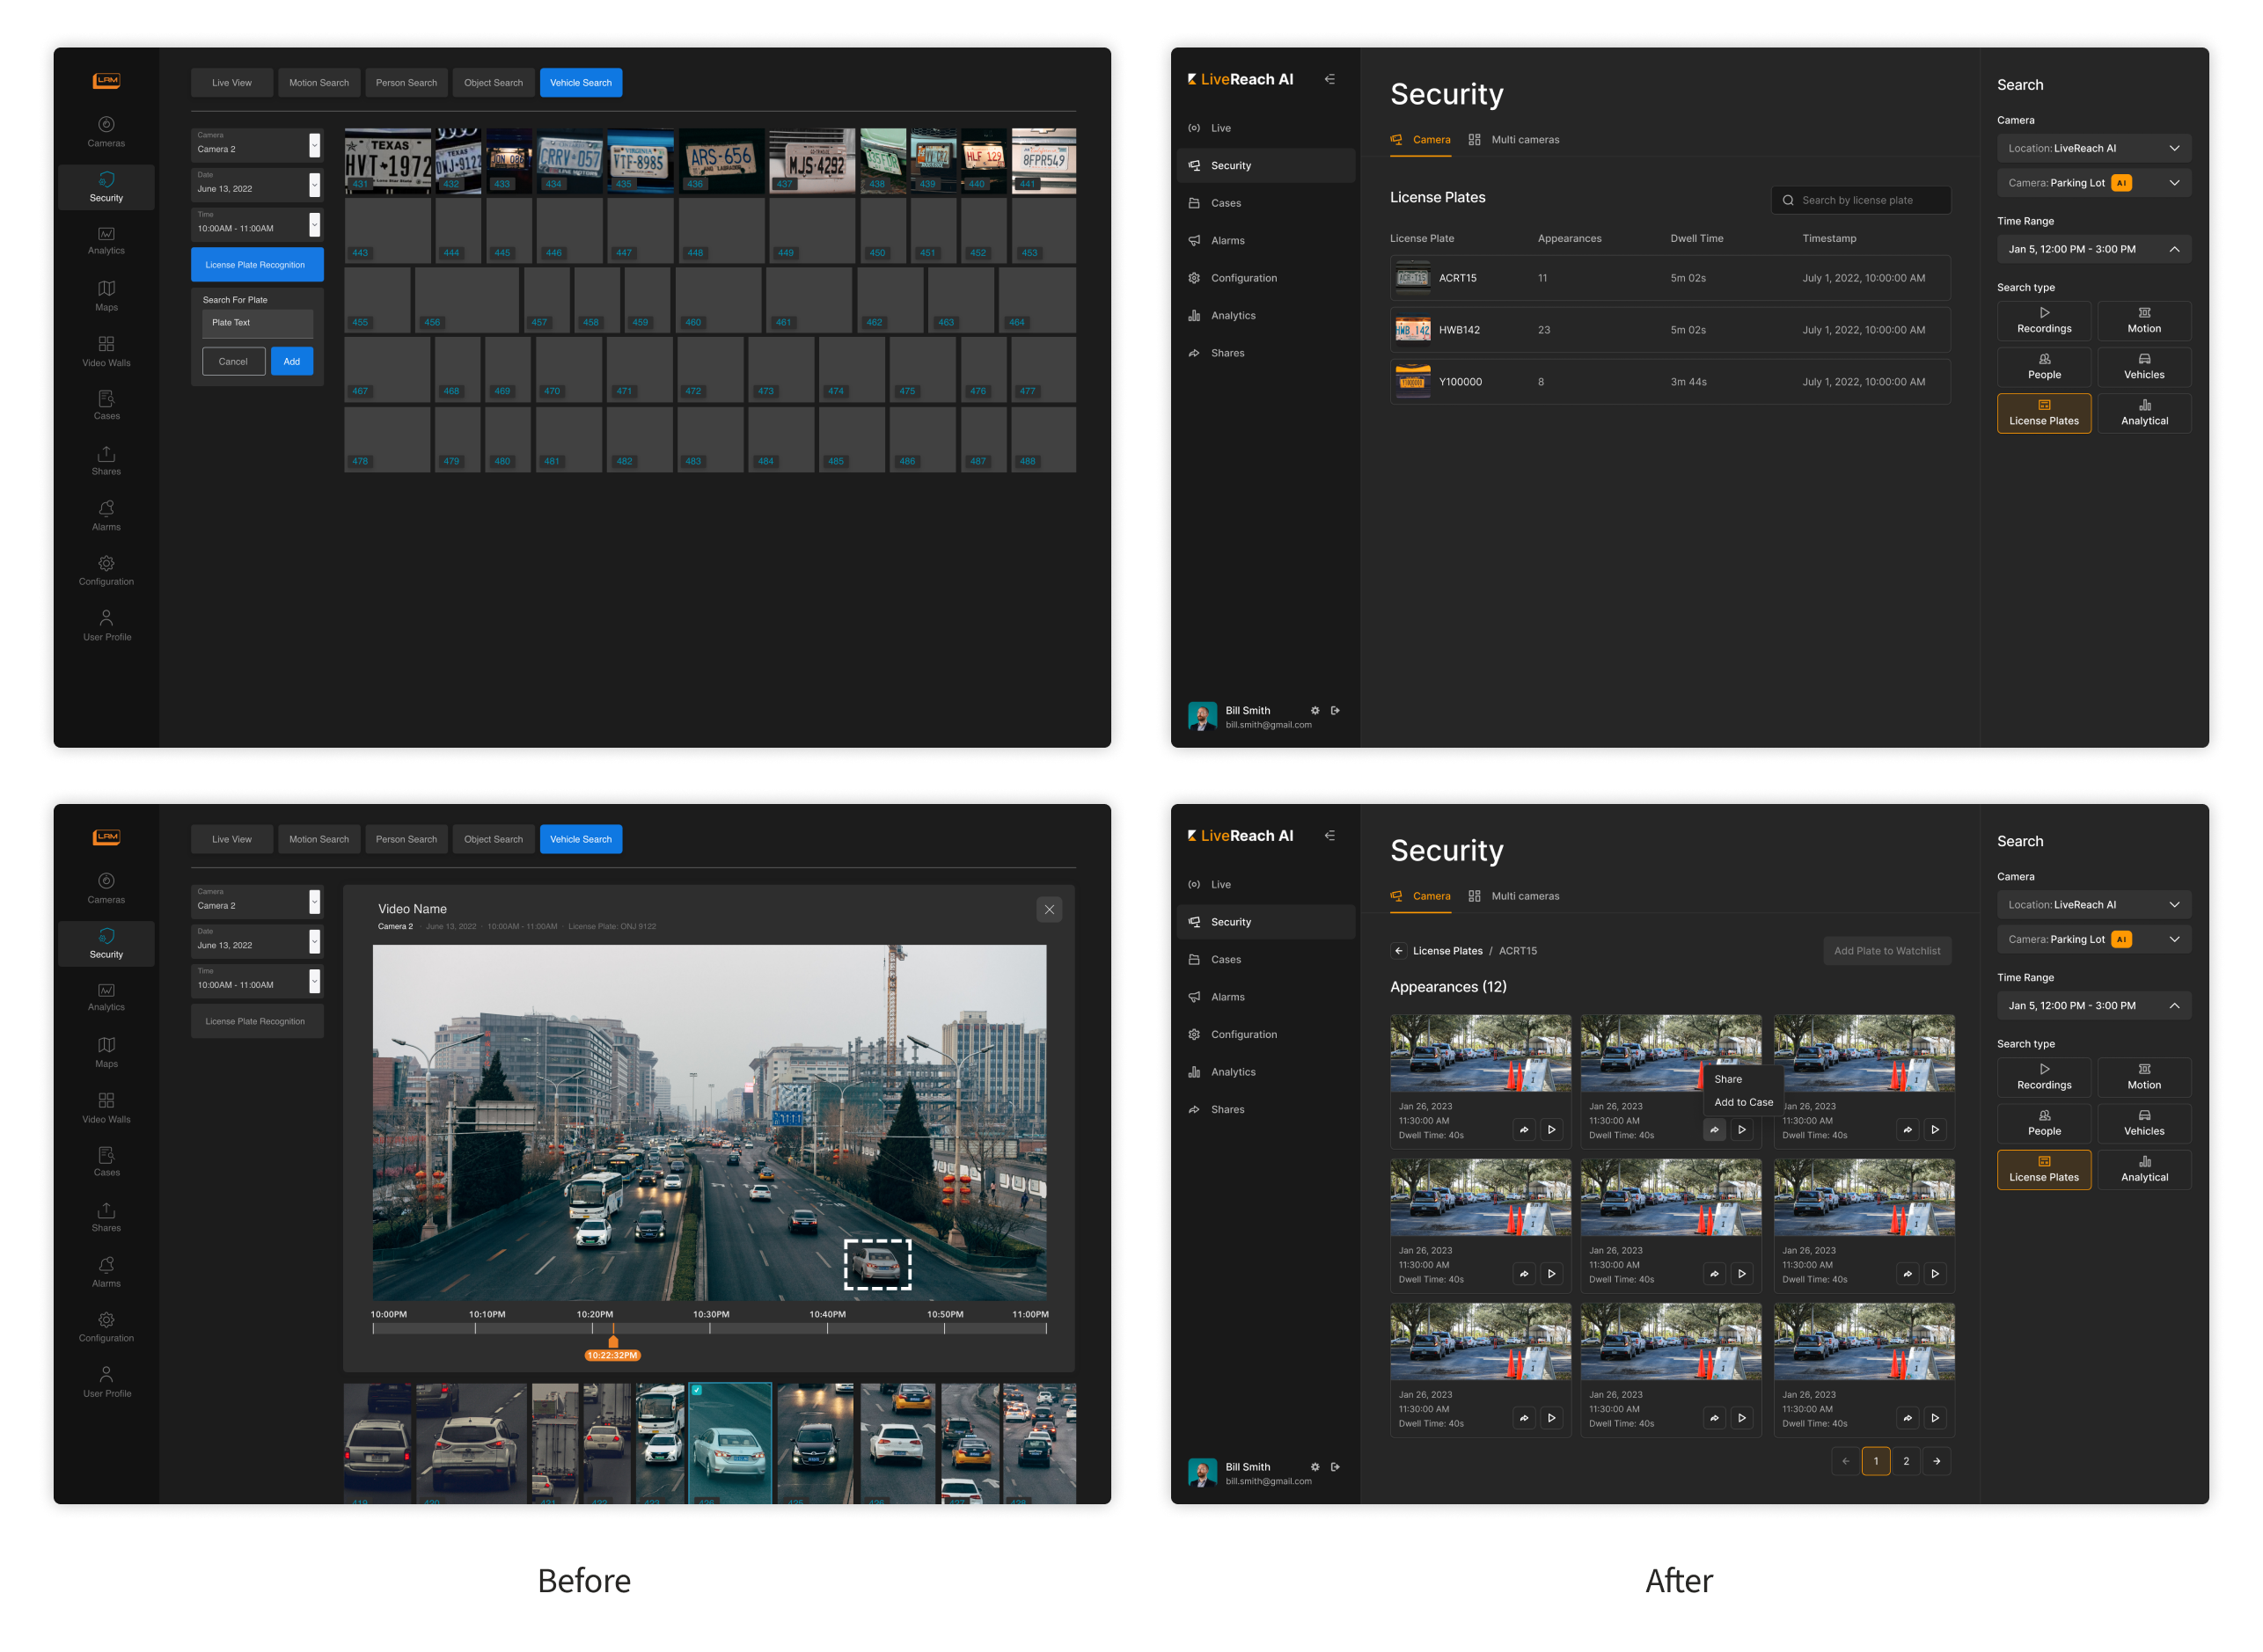 LAM
Live View
Motion Search
Person Search
Object Search
Vehicle Search
Cameras
Security
Analytics
Maps
Video Walls
Cases
Shares
Alarms
Configuration
User Profile
Camera
Camera 2
Date
June 13, 2022
Time
10:00AM - 11:00AM
License Plate Recognition
Search For Plate
Plate Text
Cancel
Add
TEXAS
HVT 1972
TEXAS
DNJ 9122
CRRV 057
VIRGINIA
VTF-8985
ARS-656
MJS 4292
HLF 129
8FPR549
431 432 433 434 435 436 437 438 439 440 441
443 444 445 446 447 448 449 450 451 452 453
455 456 457 458 459 460 461 462 463 464
467 468 469 470 471 472 473 474 475 476 477
478 479 480 481 482 483 484 485 486 487 488
LiveReach AI
Live
Security
Cases
Alarms
Configuration
Analytics
Shares
Bill Smith
bill.smith@gmail.com
Security
Camera
Multi cameras
License Plates
Search by license plate
License Plate Appearances Dwell Time Timestamp
ACRT15 11 5m 02s July 1, 2022, 10:00:00 AM
HWB 142
HWB142 23 5m 02s July 1, 2022, 10:00:00 AM
Y100000
Y100000 8 3m 44s July 1, 2022, 10:00:00 AM
Search
Camera
Location: LiveReach AI
Camera: Parking Lot AI
Time Range
Jan 5, 12:00 PM - 3:00 PM
Search type
Recordings
Motion
People
Vehicles
License Plates
Analytical
LAM
Live View
Motion Search
Person Search
Object Search
Vehicle Search
Cameras
Security
Analytics
Maps
Video Walls
Cases
Shares
Alarms
Configuration
User Profile
Camera
Camera 2
Date
June 13, 2022
Time
10:00AM - 11:00AM
License Plate Recognition
Video Name
Camera 2 · June 13, 2022 · 10:00AM - 11:00AM · License Plate: ONJ 9122
10:00PM 10:10PM 10:20PM 10:30PM 10:40PM 10:50PM 11:00PM
10:22:32PM
LiveReach AI
Live
Security
Cases
Alarms
Configuration
Analytics
Shares
Bill Smith
bill.smith@gmail.com
Security
Camera
Multi cameras
License Plates / ACRT15
Add Plate to Watchlist
Appearances (12)
Share
Add to Case
Jan 26, 2023
11:30:00 AM
Dwell Time: 40s
Jan 26, 2023
11:30:00 AM
Dwell Time: 40s
Jan 26, 2023
11:30:00 AM
Dwell Time: 40s
Jan 26, 2023
11:30:00 AM
Dwell Time: 40s
Jan 26, 2023
11:30:00 AM
Dwell Time: 40s
Jan 26, 2023
11:30:00 AM
Dwell Time: 40s
Jan 26, 2023
11:30:00 AM
Dwell Time: 40s
Jan 26, 2023
11:30:00 AM
Dwell Time: 40s
Jan 26, 2023
11:30:00 AM
Dwell Time: 40s
1 2
Search
Camera
Location: LiveReach AI
Camera: Parking Lot AI
Time Range
Jan 5, 12:00 PM - 3:00 PM
Search type
Recordings
Motion
People
Vehicles
License Plates
Analytical
Before
After